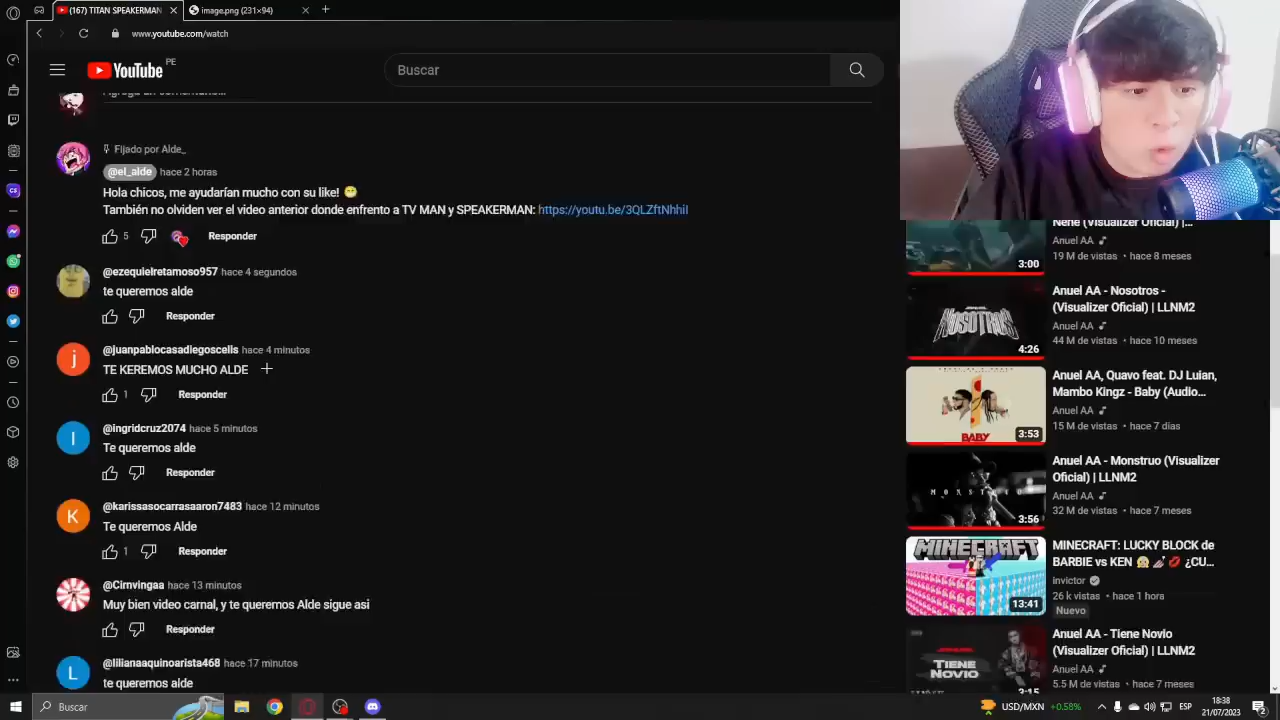 (167) TITAN SPEAKERMAN
image.png (231×94)
www.youtube.com/watch
YouTube PE
Buscar
Fijado por Alde_
@el_alde hace 2 horas
Hola chicos, me ayudarían mucho con su like! 😁
También no olviden ver el video anterior donde enfrento a TV MAN y SPEAKERMAN: https://youtu.be/3QLZftNhhiI
5 Responder
@ezequielretamoso957 hace 4 segundos
te queremos alde
Responder
@juanpablocasadiegoscelis hace 4 minutos
TE KEREMOS MUCHO ALDE
1 Responder
@ingridcruz2074 hace 5 minutos
Te queremos alde
Responder
K
@karissasocarrasaaron7483 hace 12 minutos
Te queremos Alde
1 Responder
@Cirnvingaa hace 13 minutos
Muy bien video carnal, y te queremos Alde sigue asi
Responder
L
@lilianaaquinoarista468 hace 17 minutos
te queremos alde
Nene (Visualizer Oficial) |...
Anuel AA
19 M de vistas • hace 8 meses
3:00
Anuel AA - Nosotros -
(Visualizer Oficial) | LLNM2
Anuel AA
44 M de vistas • hace 10 meses
NOSOTROS
4:26
Anuel AA, Quavo feat. DJ Luian,
Mambo Kingz - Baby (Audio...
Anuel AA
15 M de vistas • hace 7 días
BABY
3:53
Anuel AA - Monstruo (Visualizer
Oficial) | LLNM2
Anuel AA
32 M de vistas • hace 7 meses
MONSTRUO
3:56
MINECRAFT: LUCKY BLOCK de
BARBIE vs KEN 😱 💅 💋 ¿CU...
Invictor
26 k vistas • hace 1 hora
Nuevo
MINECRAFT
13:41
Anuel AA - Tiene Novio
(Visualizer Oficial) | LLNM2
Anuel AA
5.5 M de vistas • hace 7 meses
TIENE
NOVIO
3:15
Buscar
USD/MXN +0.58%
ESP
18:38
21/07/2023
2